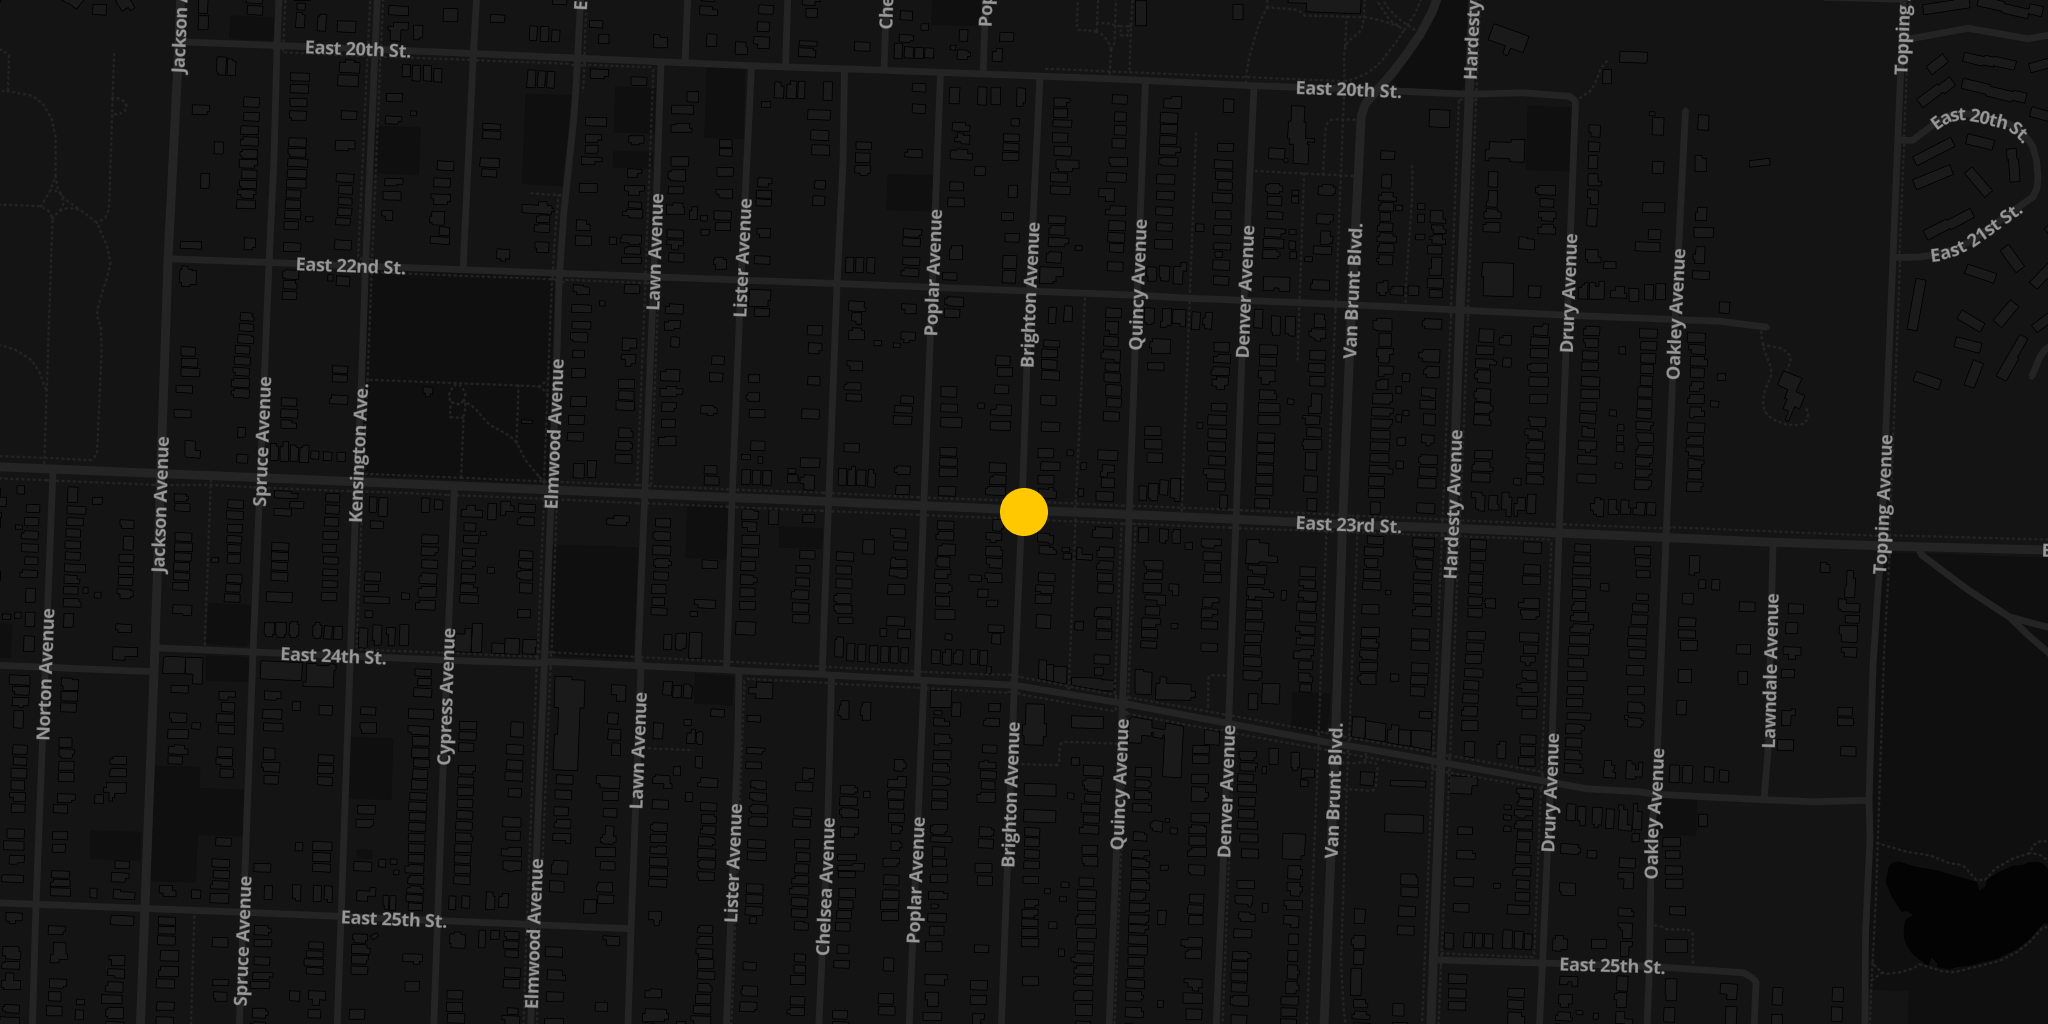 Jackson
E
Che
Pop
Hardesty
Topping
East 20th St.
East 20th St.
East 20th St.
East 21st St.
East 22nd St.
Lawn Avenue
Lister Avenue
Poplar Avenue
Brighton Avenue
Quincy Avenue
Denver Avenue
Van Brunt Blvd.
Drury Avenue
Oakley Avenue
Jackson Avenue
Spruce Avenue
Kensington Ave.
Elmwood Avenue
Hardesty Avenue
Topping Avenue
East 23rd St.
E
Norton Avenue
East 24th St.
Cypress Avenue
Lawn Avenue
Lawndale Avenue
Brighton Avenue
Quincy Avenue
Denver Avenue
Van Brunt Blvd.
Drury Avenue
Oakley Avenue
Spruce Avenue
East 25th St.
Elmwood Avenue
Lister Avenue
Chelsea Avenue
Poplar Avenue
East 25th St.